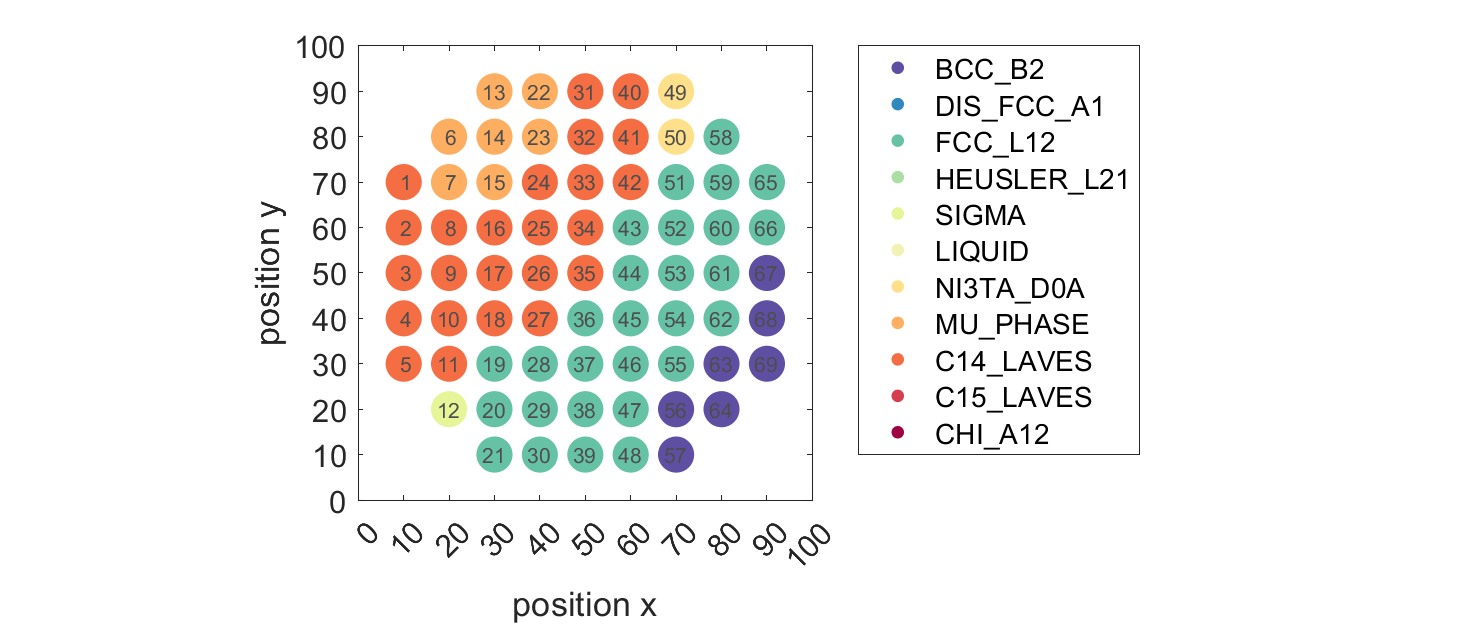 100
90
80
70
60
50
40
30
20
10
0
position y
13 22 31 40 49
6 14 23 32 41 50 58
1 7 15 24 33 42 51 59 65
2 8 16 25 34 43 52 60 66
3 9 17 26 35 44 53 61 67
4 10 18 27 36 45 54 62 68
5 11 19 28 37 46 55 63 69
12 20 29 38 47 56 64
21 30 39 48 57
0 10 20 30 40 50 60 70 80 90 100
position x
BCC_B2
DIS_FCC_A1
FCC_L12
HEUSLER_L21
SIGMA
LIQUID
NI3TA_D0A
MU_PHASE
C14_LAVES
C15_LAVES
CHI_A12